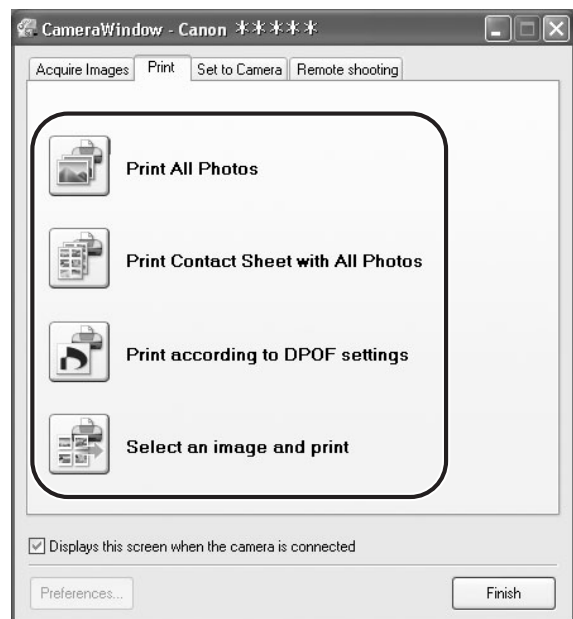 CameraWindow - Canon *****
Acquire Images Print Set to Camera Remote shooting
Print All Photos
Print Contact Sheet with All Photos
Print according to DPOF settings
Select an image and print
Displays this screen when the camera is connected
Preferences... Finish